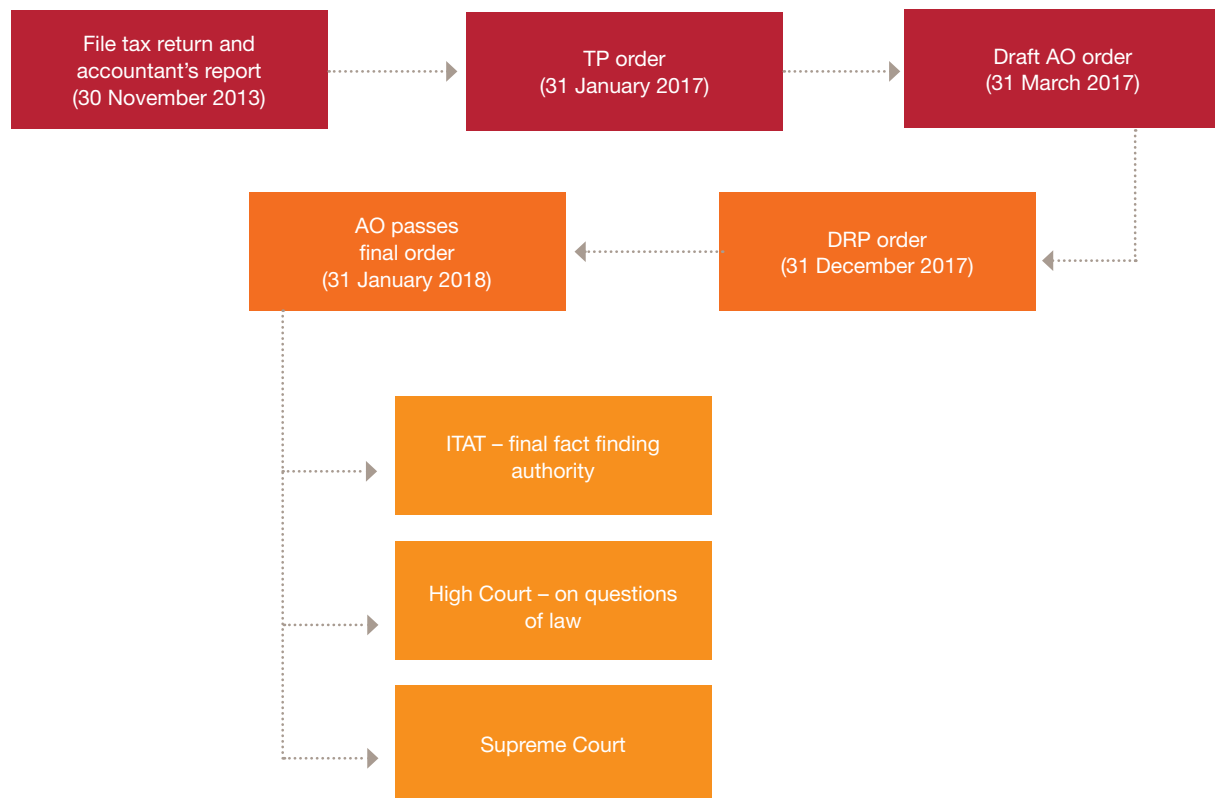 File tax return and
accountant’s report
(30 November 2013)
TP order
(31 January 2017)
Draft AO order
(31 March 2017)
AO passes
final order
(31 January 2018)
DRP order
(31 December 2017)
ITAT – final fact finding
authority
High Court – on questions
of law
Supreme Court